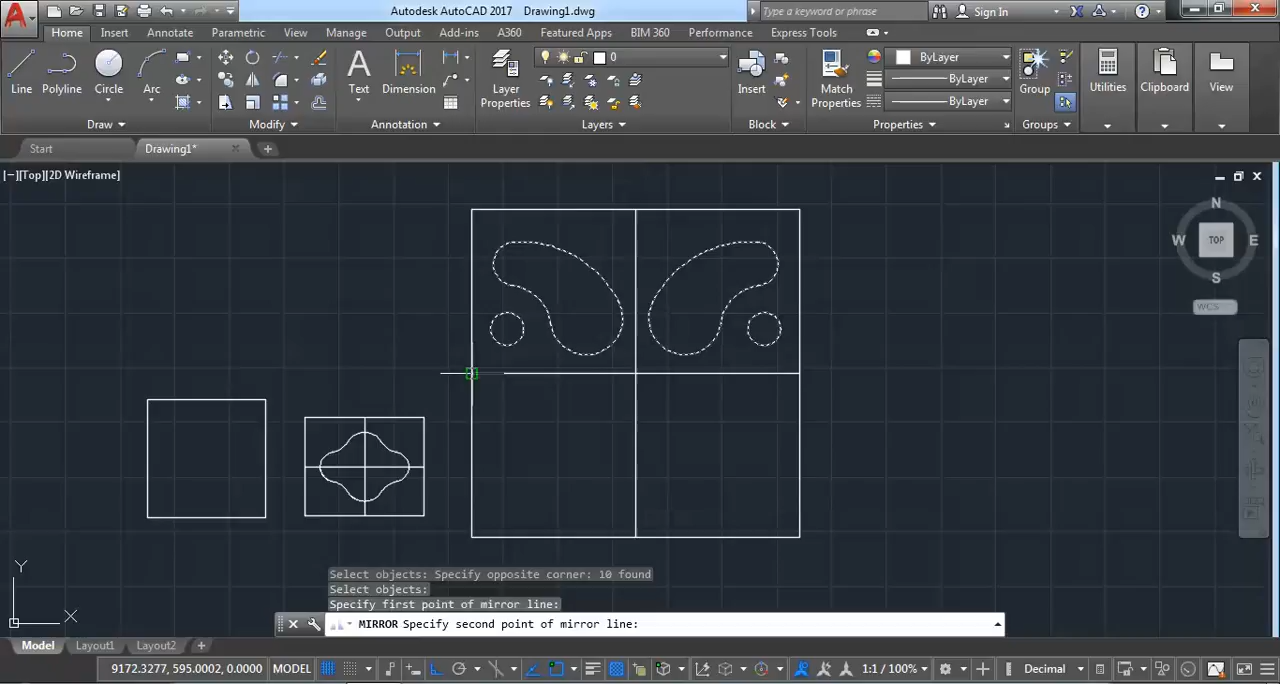 A Autodesk AutoCAD 2017 Drawing1.dwg Type a keyword or phrase Sign In
Home Insert Annotate Parametric View Manage Output Add-ins A360 Featured Apps BIM 360 Performance Express Tools
Line Polyline Circle Arc A Text Dimension Layer Properties 0 Insert Match Properties ByLayer Group Utilities Clipboard View
ByLayer
ByLayer
Draw Modify Annotation Layers Block Properties Groups
Start Drawing1*
[−][Top][2D Wireframe]
N
W TOP E
S
WCS
Y
X
Select objects: Specify opposite corner: 10 found
Select objects:
Specify first point of mirror line:
MIRROR Specify second point of mirror line:
Model Layout1 Layout2 +
9172.3277, 595.0002, 0.0000 MODEL 1:1 / 100% Decimal